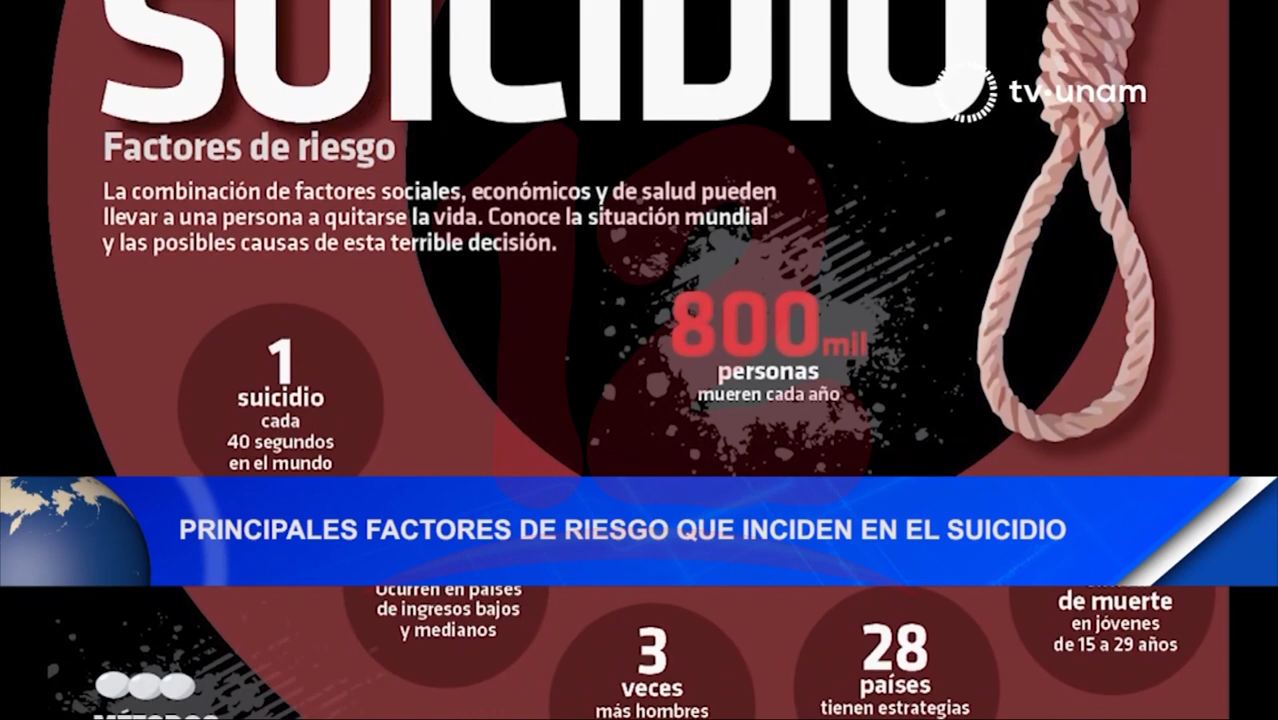 SUICIDIO
tv·unam
Factores de riesgo
La combinación de factores sociales, económicos y de salud pueden
llevar a una persona a quitarse la vida. Conoce la situación mundial
y las posibles causas de esta terrible decisión.
800 mil
personas
mueren cada año
1
suicidio
cada
40 segundos
en el mundo
PRINCIPALES FACTORES DE RIESGO QUE INCIDEN EN EL SUICIDIO
Ocurren en países
de ingresos bajos
y medianos
3
veces
más hombres
28
países
tienen estrategias
de muerte
en jóvenes
de 15 a 29 años
MÉTODOS